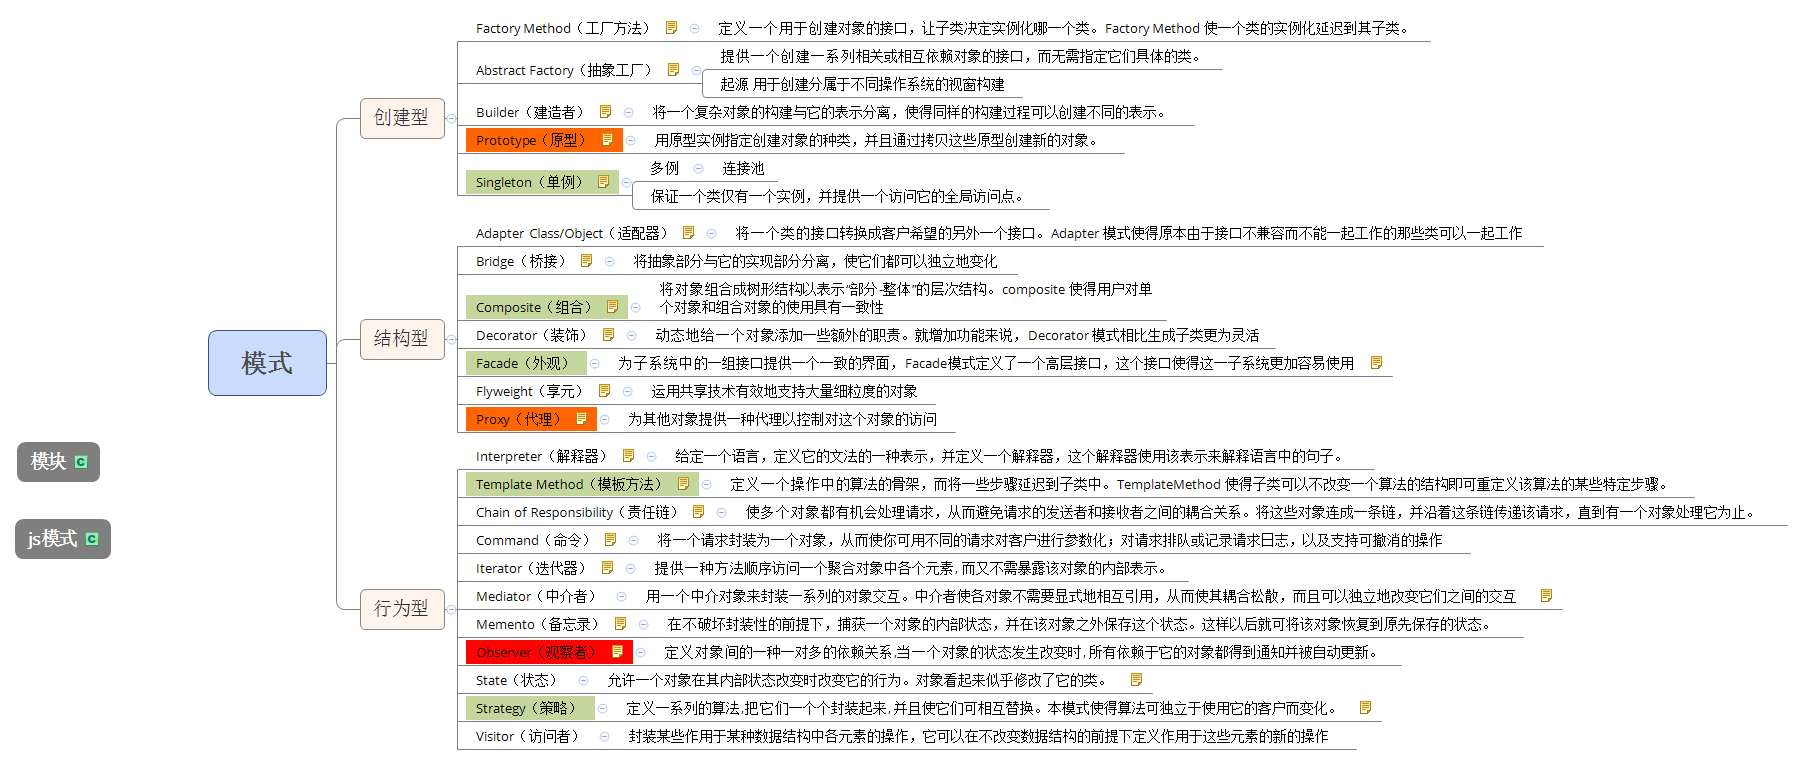 Factory Method（工厂方法） 定义一个用于创建对象的接口，让子类决定实例化哪一个类。Factory Method 使一个类的实例化延迟到其子类。
Abstract Factory（抽象工厂） 提供一个创建一系列相关或相互依赖对象的接口，而无需指定它们具体的类。
起源 用于创建分属于不同操作系统的视窗构建
创建型
Builder（建造者） 将一个复杂对象的构建与它的表示分离，使得同样的构建过程可以创建不同的表示。
Prototype（原型） 用原型实例指定创建对象的种类，并且通过拷贝这些原型创建新的对象。
Singleton（单例） 多例 连接池
保证一个类仅有一个实例，并提供一个访问它的全局访问点。
Adapter Class/Object（适配器） 将一个类的接口转换成客户希望的另外一个接口。Adapter 模式使得原本由于接口不兼容而不能一起工作的那些类可以一起工作
Bridge（桥接） 将抽象部分与它的实现部分分离，使它们都可以独立地变化
Composite（组合） 将对象组合成树形结构以表示“部分-整体”的层次结构。composite 使得用户对单
个对象和组合对象的使用具有一致性
结构型
Decorator（装饰） 动态地给一个对象添加一些额外的职责。就增加功能来说，Decorator 模式相比生成子类更为灵活
模式
Facade（外观） 为子系统中的一组接口提供一个一致的界面，Facade模式定义了一个高层接口，这个接口使得这一子系统更加容易使用
Flyweight（享元） 运用共享技术有效地支持大量细粒度的对象
Proxy（代理） 为其他对象提供一种代理以控制对这个对象的访问
模块
Interpreter（解释器） 给定一个语言，定义它的文法的一种表示，并定义一个解释器，这个解释器使用该表示来解释语言中的句子。
Template Method（模板方法） 定义一个操作中的算法的骨架，而将一些步骤延迟到子类中。TemplateMethod 使得子类可以不改变一个算法的结构即可重定义该算法的某些特定步骤。
Chain of Responsibility（责任链） 使多个对象都有机会处理请求，从而避免请求的发送者和接收者之间的耦合关系。将这些对象连成一条链，并沿着这条链传递该请求，直到有一个对象处理它为止。
js模式
Command（命令） 将一个请求封装为一个对象，从而使你可用不同的请求对客户进行参数化；对请求排队或记录请求日志，以及支持可撤消的操作
Iterator（迭代器） 提供一种方法顺序访问一个聚合对象中各个元素, 而又不需暴露该对象的内部表示。
行为型
Mediator（中介者） 用一个中介对象来封装一系列的对象交互。中介者使各对象不需要显式地相互引用，从而使其耦合松散，而且可以独立地改变它们之间的交互
Memento（备忘录） 在不破坏封装性的前提下，捕获一个对象的内部状态，并在该对象之外保存这个状态。这样以后就可将该对象恢复到原先保存的状态。
Observer（观察者） 定义对象间的一种一对多的依赖关系,当一个对象的状态发生改变时, 所有依赖于它的对象都得到通知并被自动更新。
State（状态） 允许一个对象在其内部状态改变时改变它的行为。对象看起来似乎修改了它的类。
Strategy（策略） 定义一系列的算法,把它们一个个封装起来, 并且使它们可相互替换。本模式使得算法可独立于使用它的客户而变化。
Visitor（访问者） 封装某些作用于某种数据结构中各元素的操作，它可以在不改变数据结构的前提下定义作用于这些元素的新的操作